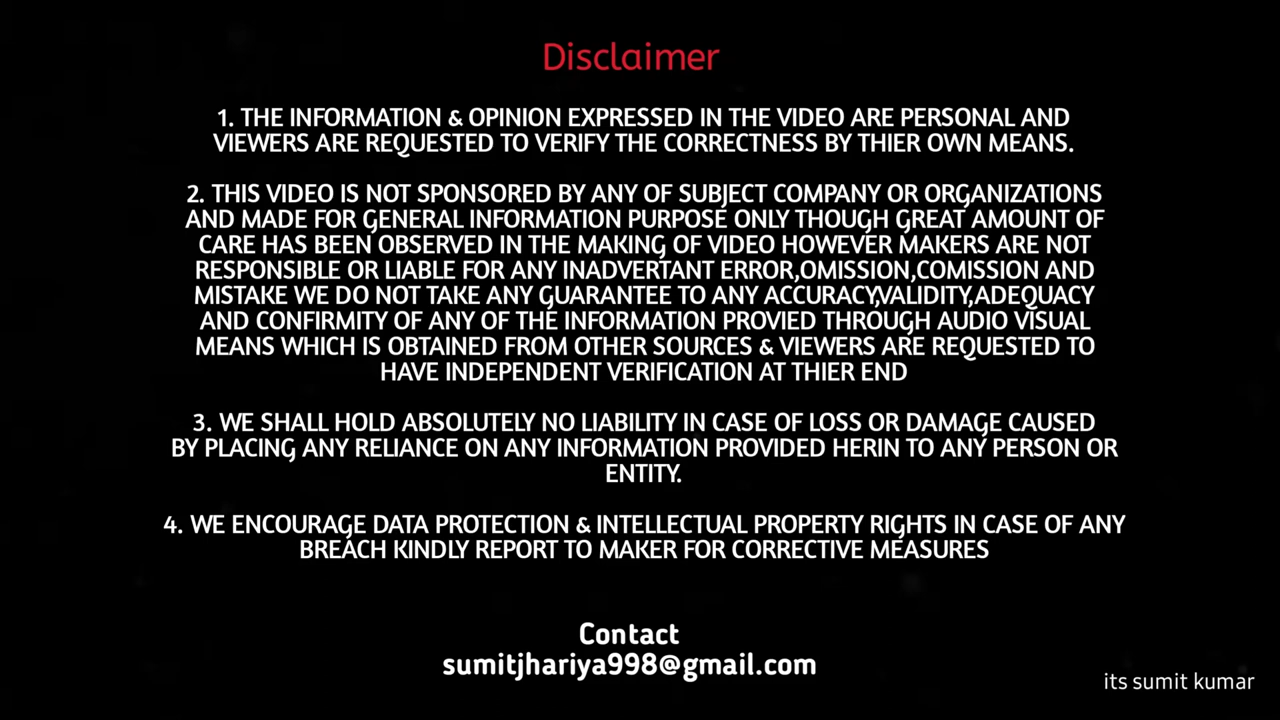 Disclaimer
1. THE INFORMATION & OPINION EXPRESSED IN THE VIDEO ARE PERSONAL AND
VIEWERS ARE REQUESTED TO VERIFY THE CORRECTNESS BY THIER OWN MEANS.
2. THIS VIDEO IS NOT SPONSORED BY ANY OF SUBJECT COMPANY OR ORGANIZATIONS
AND MADE FOR GENERAL INFORMATION PURPOSE ONLY THOUGH GREAT AMOUNT OF
CARE HAS BEEN OBSERVED IN THE MAKING OF VIDEO HOWEVER MAKERS ARE NOT
RESPONSIBLE OR LIABLE FOR ANY INADVERTANT ERROR,OMISSION,COMISSION AND
MISTAKE WE DO NOT TAKE ANY GUARANTEE TO ANY ACCURACY,VALIDITY,ADEQUACY
AND CONFIRMITY OF ANY OF THE INFORMATION PROVIED THROUGH AUDIO VISUAL
MEANS WHICH IS OBTAINED FROM OTHER SOURCES & VIEWERS ARE REQUESTED TO
HAVE INDEPENDENT VERIFICATION AT THIER END
3. WE SHALL HOLD ABSOLUTELY NO LIABILITY IN CASE OF LOSS OR DAMAGE CAUSED
BY PLACING ANY RELIANCE ON ANY INFORMATION PROVIDED HERIN TO ANY PERSON OR
ENTITY.
4. WE ENCOURAGE DATA PROTECTION & INTELLECTUAL PROPERTY RIGHTS IN CASE OF ANY
BREACH KINDLY REPORT TO MAKER FOR CORRECTIVE MEASURES
Contact
sumitjhariya998@gmail.com
its sumit kumar